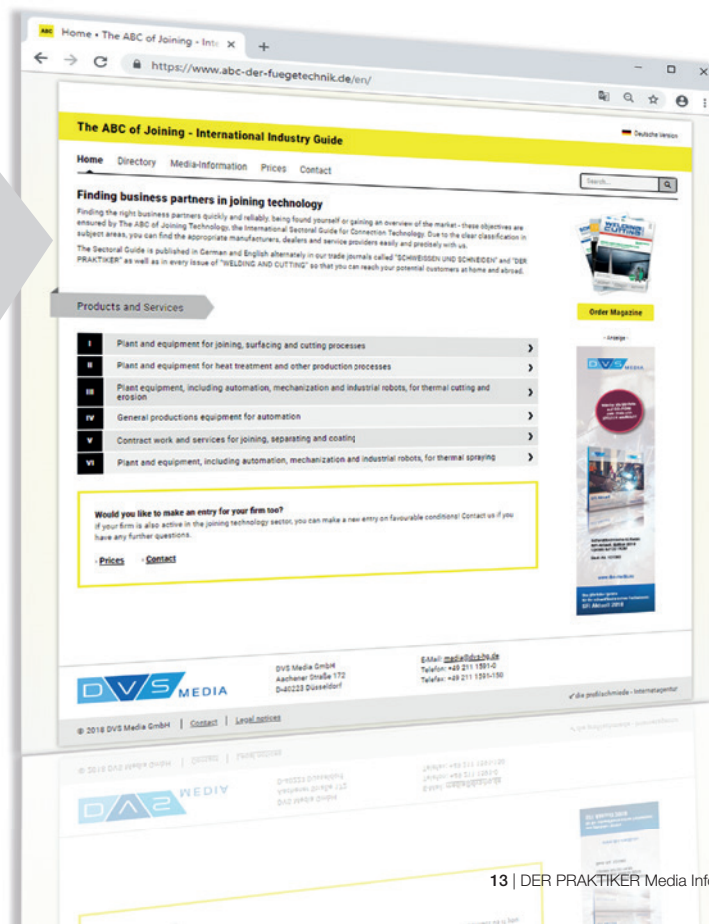 ABC Home • The ABC of Joining - Inte
https://www.abc-der-fuegetechnik.de/en/
The ABC of Joining - International Industry Guide
Deutsche Version
Home Directory Media-Information Prices Contact
Search...
Finding business partners in joining technology
Finding the right business partners quickly and reliably, being found yourself or gaining an overview of the market - these objectives are
ensured by The ABC of Joining Technology, the International Sectoral Guide for Connection Technology. Due to the clear classification in
subject areas, you can find the appropriate manufacturers, dealers and service providers easily and precisely with us.
The Sectoral Guide is published in German and English alternately in our trade journals called "SCHWEISSEN UND SCHNEIDEN" and "DER
PRAKTIKER" as well as in every issue of "WELDING AND CUTTING" so that you can reach your potential customers at home and abroad.
WELDING
CUTTING
Order Magazine
Products and Services
- Anzeige -
I Plant and equipment for joining, surfacing and cutting processes
II Plant and equipment for heat treatment and other production processes
III Plant equipment, including automation, mechanization and industrial robots, for thermal cutting and
erosion
IV General productions equipment for automation
V Contract work and services for joining, separating and coating
VI Plant and equipment, including automation, mechanization and industrial robots, for thermal spraying
DVS MEDIA
Would you like to make an entry for your firm too?
If your firm is also active in the joining technology sector, you can make a new entry on favourable conditions! Contact us if you
have any further questions.
- Prices - Contact
DVS MEDIA
DVS Media GmbH
Aachener Straße 172
D-40223 Düsseldorf
E-Mail: media@dvs-hg.de
Telefon: +49 211 1591-0
Telefax: +49 211 1591-150
© 2018 DVS Media GmbH | Contact | Legal notices
die profilschmiede - Internetagentur
13 | DER PRAKTIKER Media Info